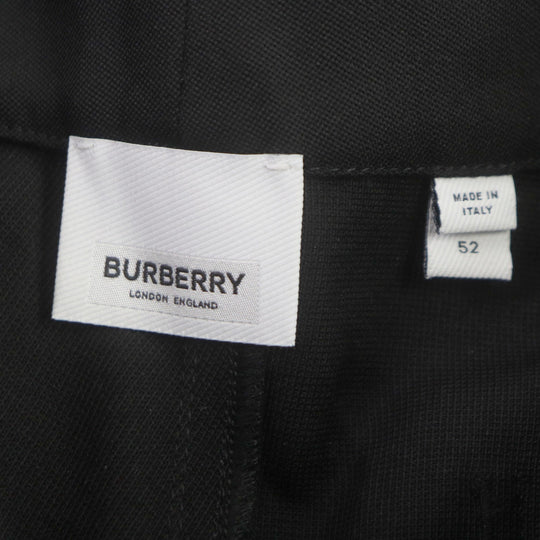 BURBERRY
LONDON ENGLAND
MADE IN
ITALY
52